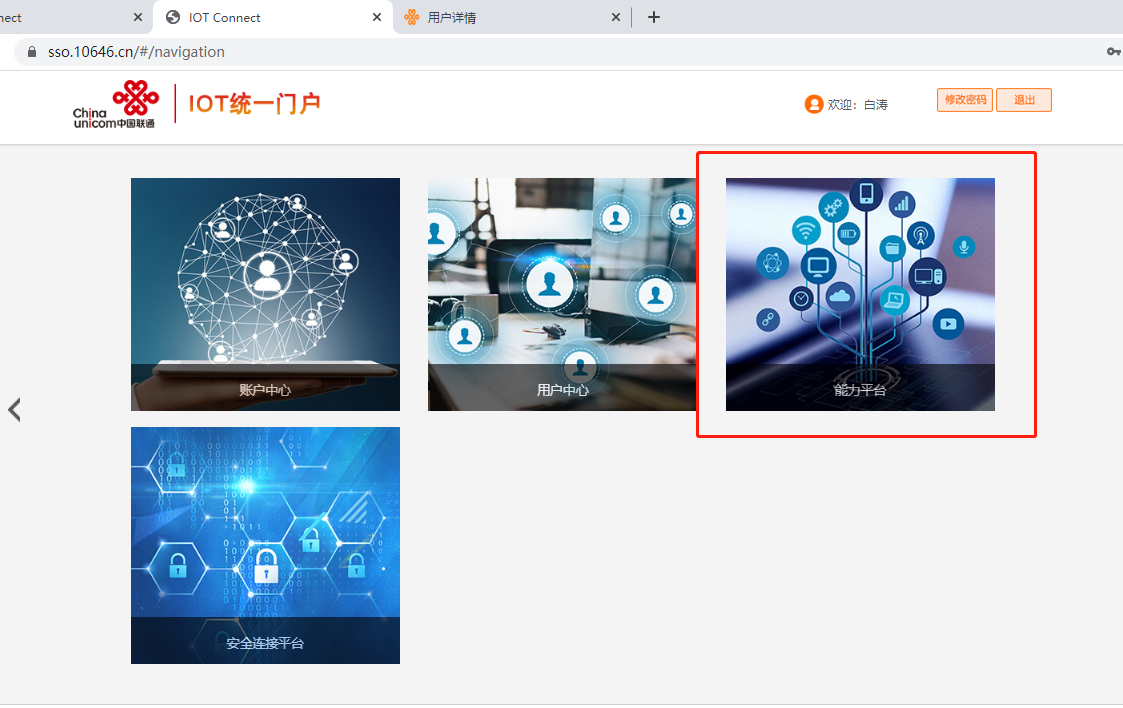 nect
IOT Connect
用户详情
sso.10646.cn/#/navigation
China
unicom中国联通
IOT统一门户
欢迎：白涛
修改密码
退出
账户中心
用户中心
能力平台
安全连接平台